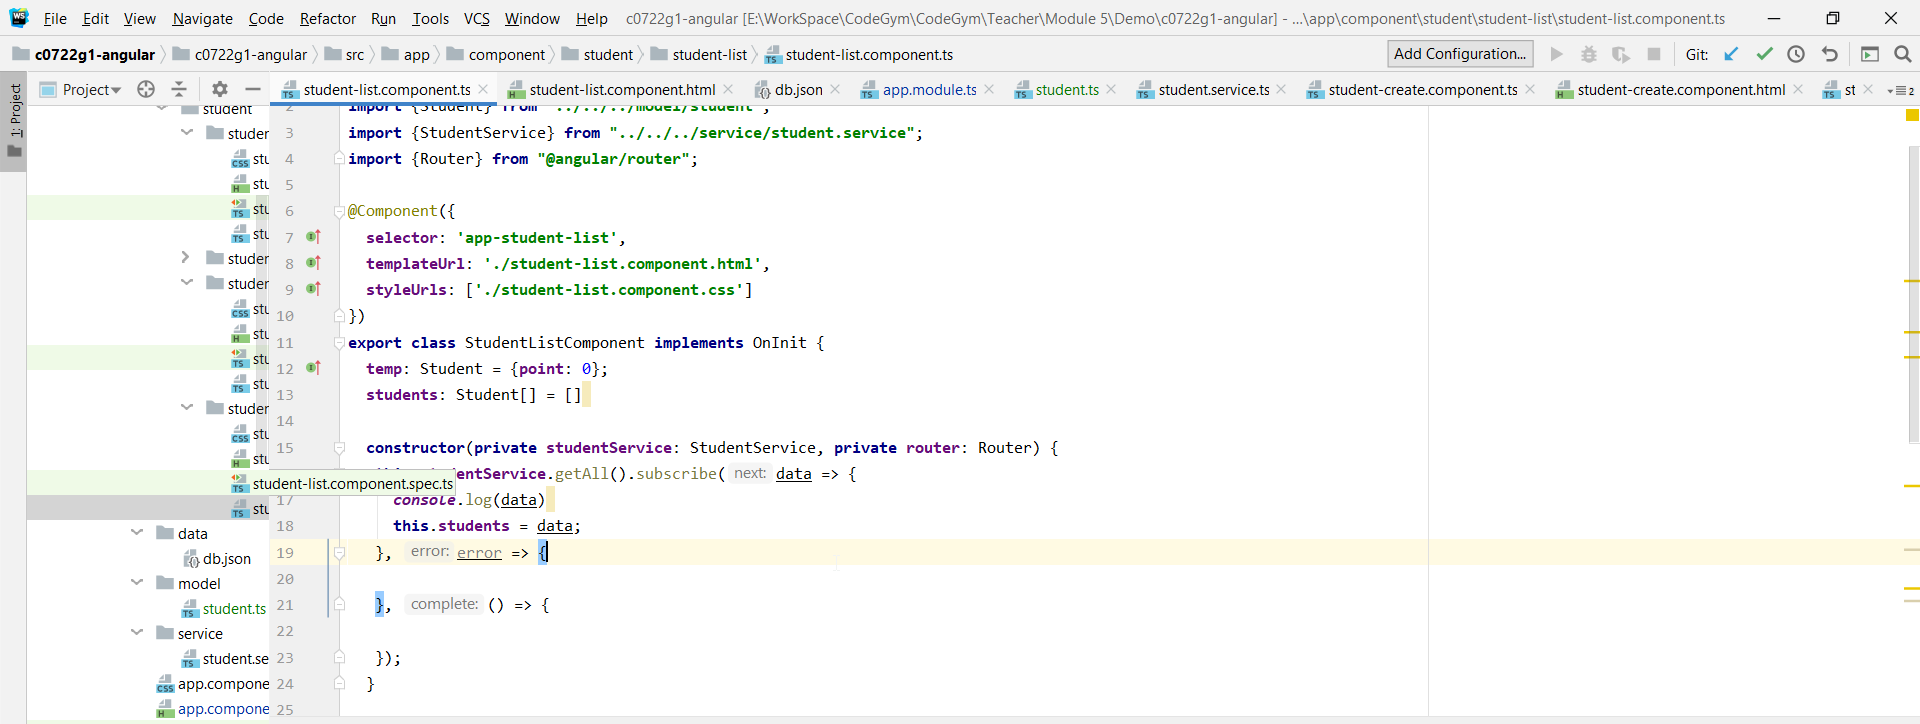 WS File Edit View Navigate Code Refactor Run Tools VCS Window Help c0722g1-angular [E:\WorkSpace\CodeGym\CodeGym\Teacher\Module 5\Demo\c0722g1-angular] - ...\app\component\student\student-list\student-list.component.ts
c0722g1-angular c0722g1-angular src app component student student-list student-list.component.ts Add Configuration... Git:
Project student-list.component.ts student-list.component.html db.json app.module.ts student.ts student.service.ts student-create.component.ts student-create.component.html st 2
1: Project
student
studer
stu
stu
stu
stu
studer
studer
stu
stu
stu
stu
studer
stu
stu
student-list.component.spec.ts
stu
data
db.json
model
student.ts
service
student.se
app.compone
app.compone
2 import {Student} from "../../../model/student";
3 import {StudentService} from "../../../service/student.service";
4 import {Router} from "@angular/router";
5
6 @Component({
7 selector: 'app-student-list',
8 templateUrl: './student-list.component.html',
9 styleUrls: ['./student-list.component.css']
10 })
11 export class StudentListComponent implements OnInit {
12 temp: Student = {point: 0};
13 students: Student[] = []
14
15 constructor(private studentService: StudentService, private router: Router) {
udentService.getAll().subscribe( next: data => {
17 console.log(data)
18 this.students = data;
19 }, error: error => {
20
21 }, complete: () => {
22
23 });
24 }
25